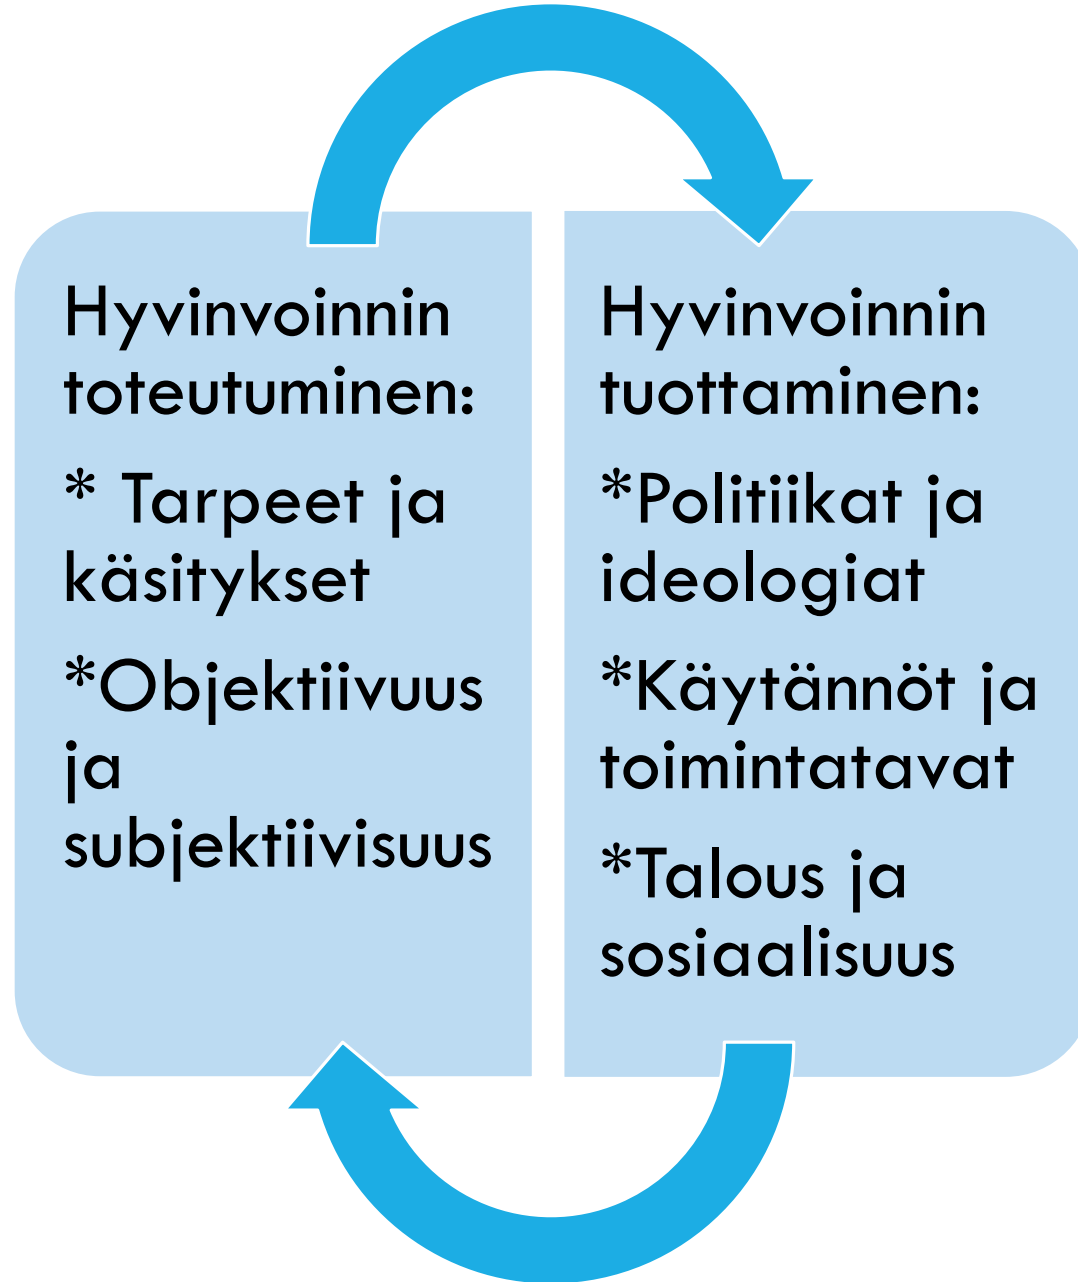 Hyvinvoinnin
toteutuminen:
* Tarpeet ja
käsitykset
*Objektiivuus
ja
subjektiivisuus
Hyvinvoinnin
tuottaminen:
*Politiikat ja
ideologiat
*Käytännöt ja
toimintatavat
*Talous ja
sosiaalisuus